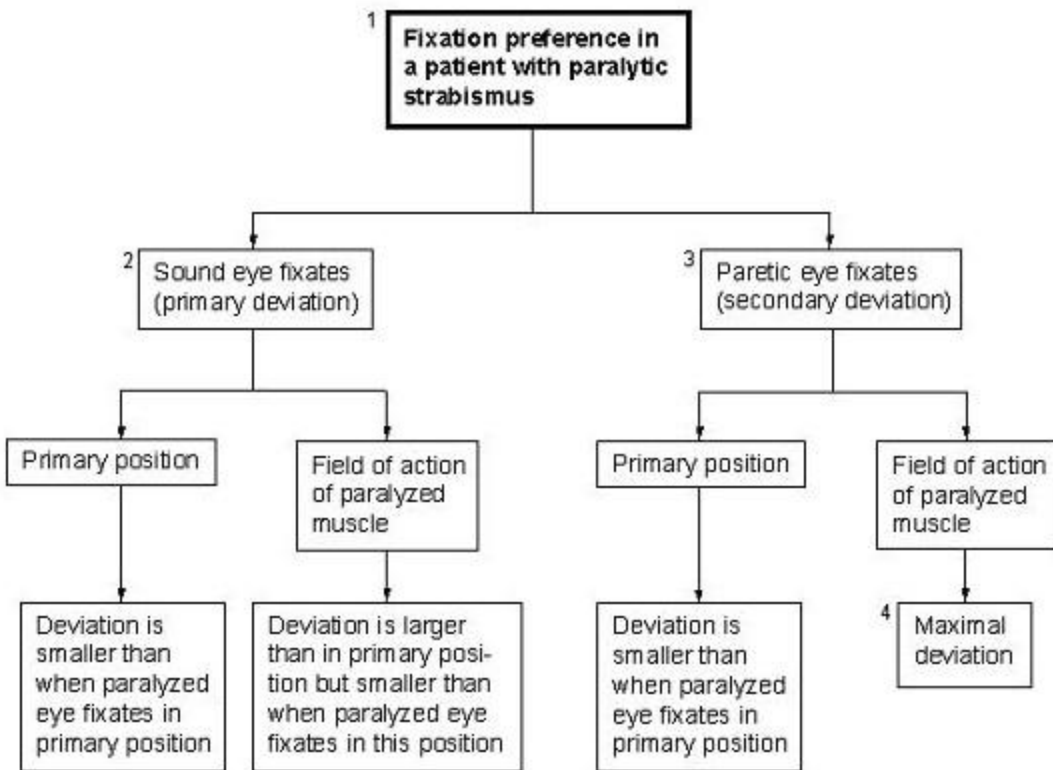 1
Fixation preference in
a patient with paralytic
strabismus
2
Sound eye fixates
(primary deviation)
3
Paretic eye fixates
(secondary deviation)
Primary position
Field of action
of paralyzed
muscle
Primary position
Field of action
of paralyzed
muscle
Deviation is
smaller than
when paralyzed
eye fixates in
primary position
Deviation is larger
than in primary posi-
tion but smaller than
when paralyzed eye
fixates in this position
Deviation is
smaller than
when paralyzed
eye fixates in
primary position
4
Maximal
deviation